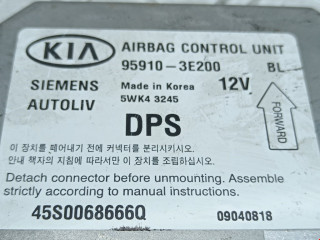 KIA AIRBAG CONTROL UNIT
95910-3E200 BL
SIEMENS Made in Korea 12V
AUTOLIV 5WK4 3245
DPS
FORWARD
이 장치를 떼어내기 전에 커넥터를 분리시키시오.
안내 책자의 지침에 따라서만 이 장치를 조립하십시오.
Detach connector before unmounting. Assemble
strictly according to manual instructions.
45S0068666Q 09040818